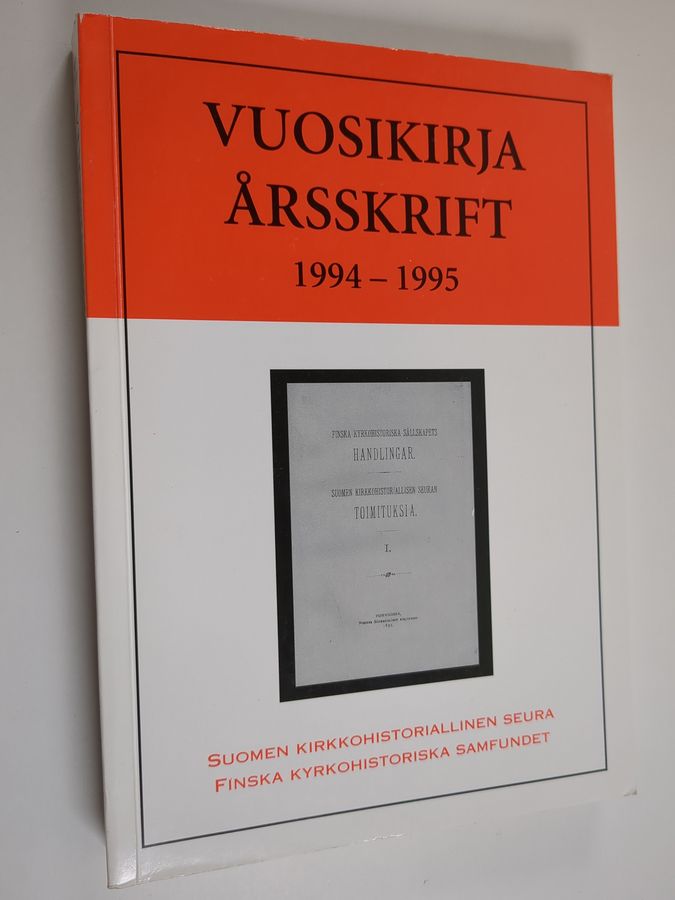 VUOSIKIRJA
ÅRSSKRIFT
1994 – 1995
FINSKA KYRKOHISTORISKA SÄLLSKAPETS
HANDLINGAR.
SUOMEN KIRKKOHISTORIALLISEN SEURAN
TOIMITUKSIA.
I.
SUOMEN KIRKKOHISTORIALLINEN SEURA
FINSKA KYRKOHISTORISKA SAMFUNDET